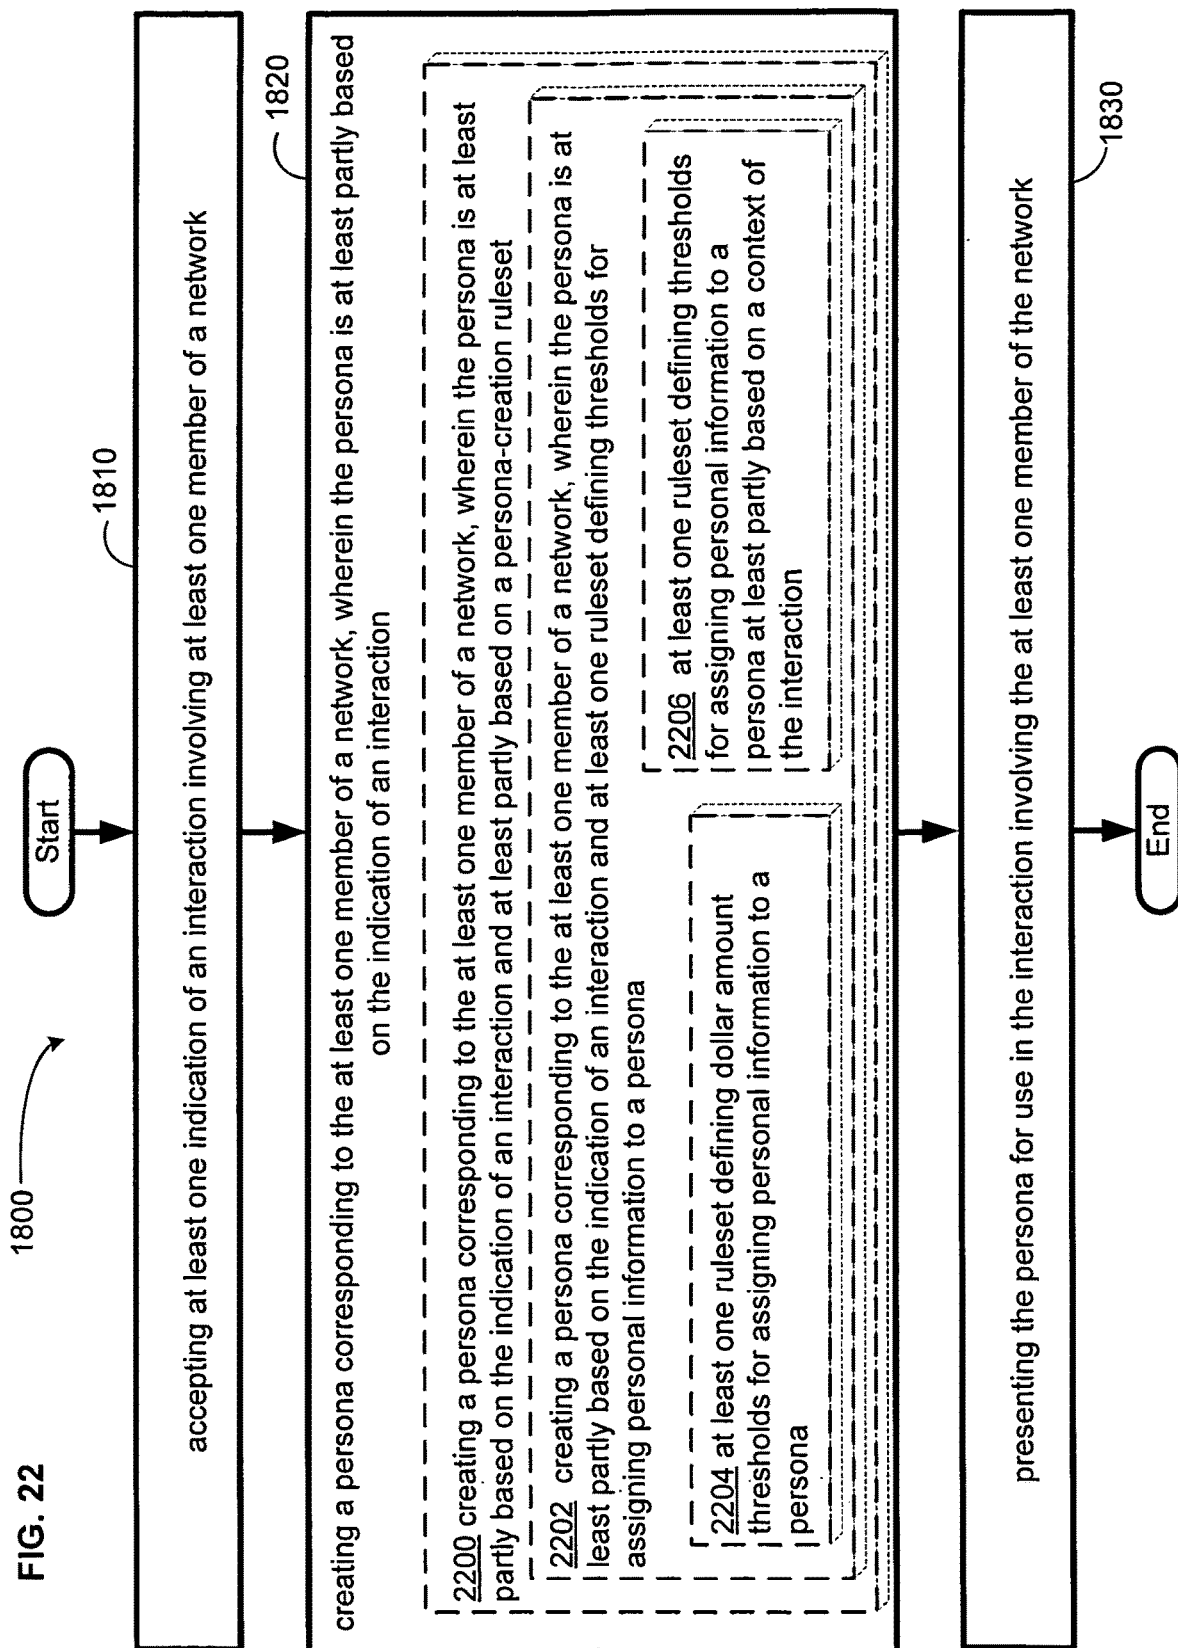 FIG. 22
1800
Start
1810
accepting at least one indication of an interaction involving at least one member of a network
1820
creating a persona corresponding to the at least one member of a network, wherein the persona is at least partly based
on the indication of an interaction
2200 creating a persona corresponding to the at least one member of a network, wherein the persona is at least
partly based on the indication of an interaction and at least partly based on a persona-creation ruleset
2202 creating a persona corresponding to the at least one member of a network, wherein the persona is at
least partly based on the indication of an interaction and at least one ruleset defining thresholds for
assigning personal information to a persona
2204 at least one ruleset defining dollar amount
thresholds for assigning personal information to a
persona
2206 at least one ruleset defining thresholds
for assigning personal information to a
persona at least partly based on a context of
the interaction
1830
presenting the persona for use in the interaction involving the at least one member of the network
End